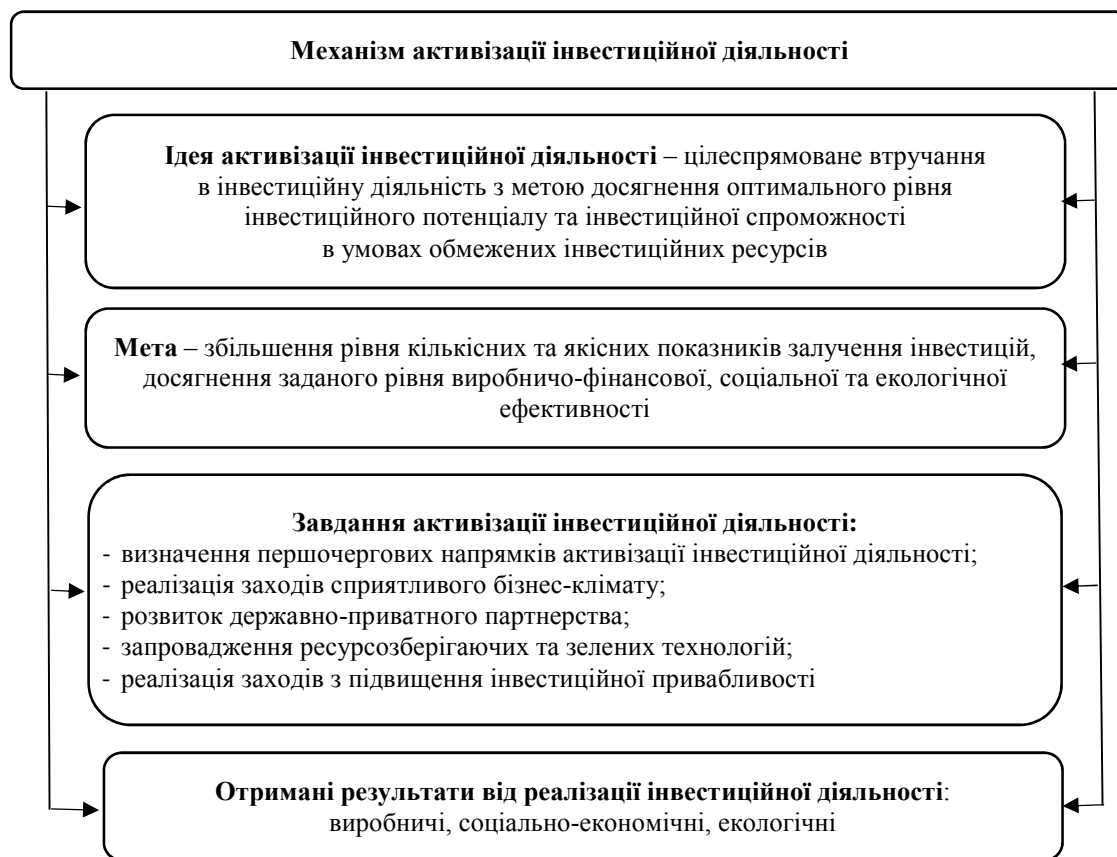 Механізм активізації інвестиційної діяльності
Ідея активізації інвестиційної діяльності – цілеспрямоване втручання
в інвестиційну діяльність з метою досягнення оптимального рівня
інвестиційного потенціалу та інвестиційної спроможності
в умовах обмежених інвестиційних ресурсів
Мета – збільшення рівня кількісних та якісних показників залучення інвестицій,
досягнення заданого рівня виробничо-фінансової, соціальної та екологічної
ефективності
Завдання активізації інвестиційної діяльності:
- визначення першочергових напрямків активізації інвестиційної діяльності;
- реалізація заходів сприятливого бізнес-клімату;
- розвиток державно-приватного партнерства;
- запровадження ресурсозберігаючих та зелених технологій;
- реалізація заходів з підвищення інвестиційної привабливості
Отримані результати від реалізації інвестиційної діяльності:
виробничі, соціально-економічні, екологічні